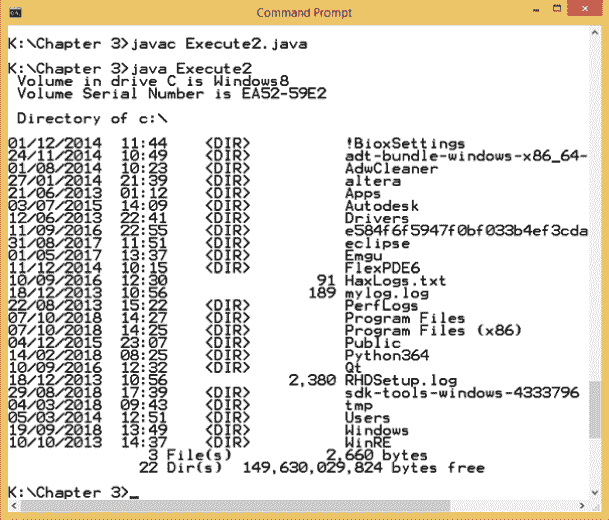 Command Prompt
K:\Chapter 3>javac Execute2.java
K:\Chapter 3>java Execute2
Volume in drive C is Windows8
Volume Serial Number is EA52-59E2
Directory of c:\
01/12/2014 11:44 <DIR> !BioxSettings
24/11/2014 10:49 <DIR> adt-bundle-windows-x86_64-
01/08/2014 10:23 <DIR> AdwCleaner
27/01/2014 21:39 <DIR> altera
21/06/2013 01:12 <DIR> Apps
03/07/2015 14:09 <DIR> Autodesk
12/06/2013 22:41 <DIR> Drivers
11/09/2016 22:55 <DIR> e584f6f5947f0bf033b4ef3cda
31/08/2017 11:51 <DIR> eclipse
01/05/2017 13:37 <DIR> Emgu
11/12/2014 10:15 <DIR> FlexPDE6
10/09/2016 12:30 91 HaxLogs.txt
18/12/2013 10:56 189 mylog.log
22/08/2013 15:22 <DIR> PerfLogs
07/10/2018 14:27 <DIR> Program Files
07/10/2018 14:25 <DIR> Program Files (x86)
04/12/2015 23:07 <DIR> Public
14/02/2018 08:25 <DIR> Python364
10/09/2016 12:32 <DIR> Qt
18/12/2013 10:56 2,380 RHDSetup.log
29/08/2018 17:39 <DIR> sdk-tools-windows-4333796
04/03/2018 09:43 <DIR> tmp
05/03/2014 12:51 <DIR> Users
19/09/2018 13:49 <DIR> Windows
10/10/2013 14:37 <DIR> WinRE
3 File(s) 2,660 bytes
22 Dir(s) 149,630,029,824 bytes free
K:\Chapter 3>_